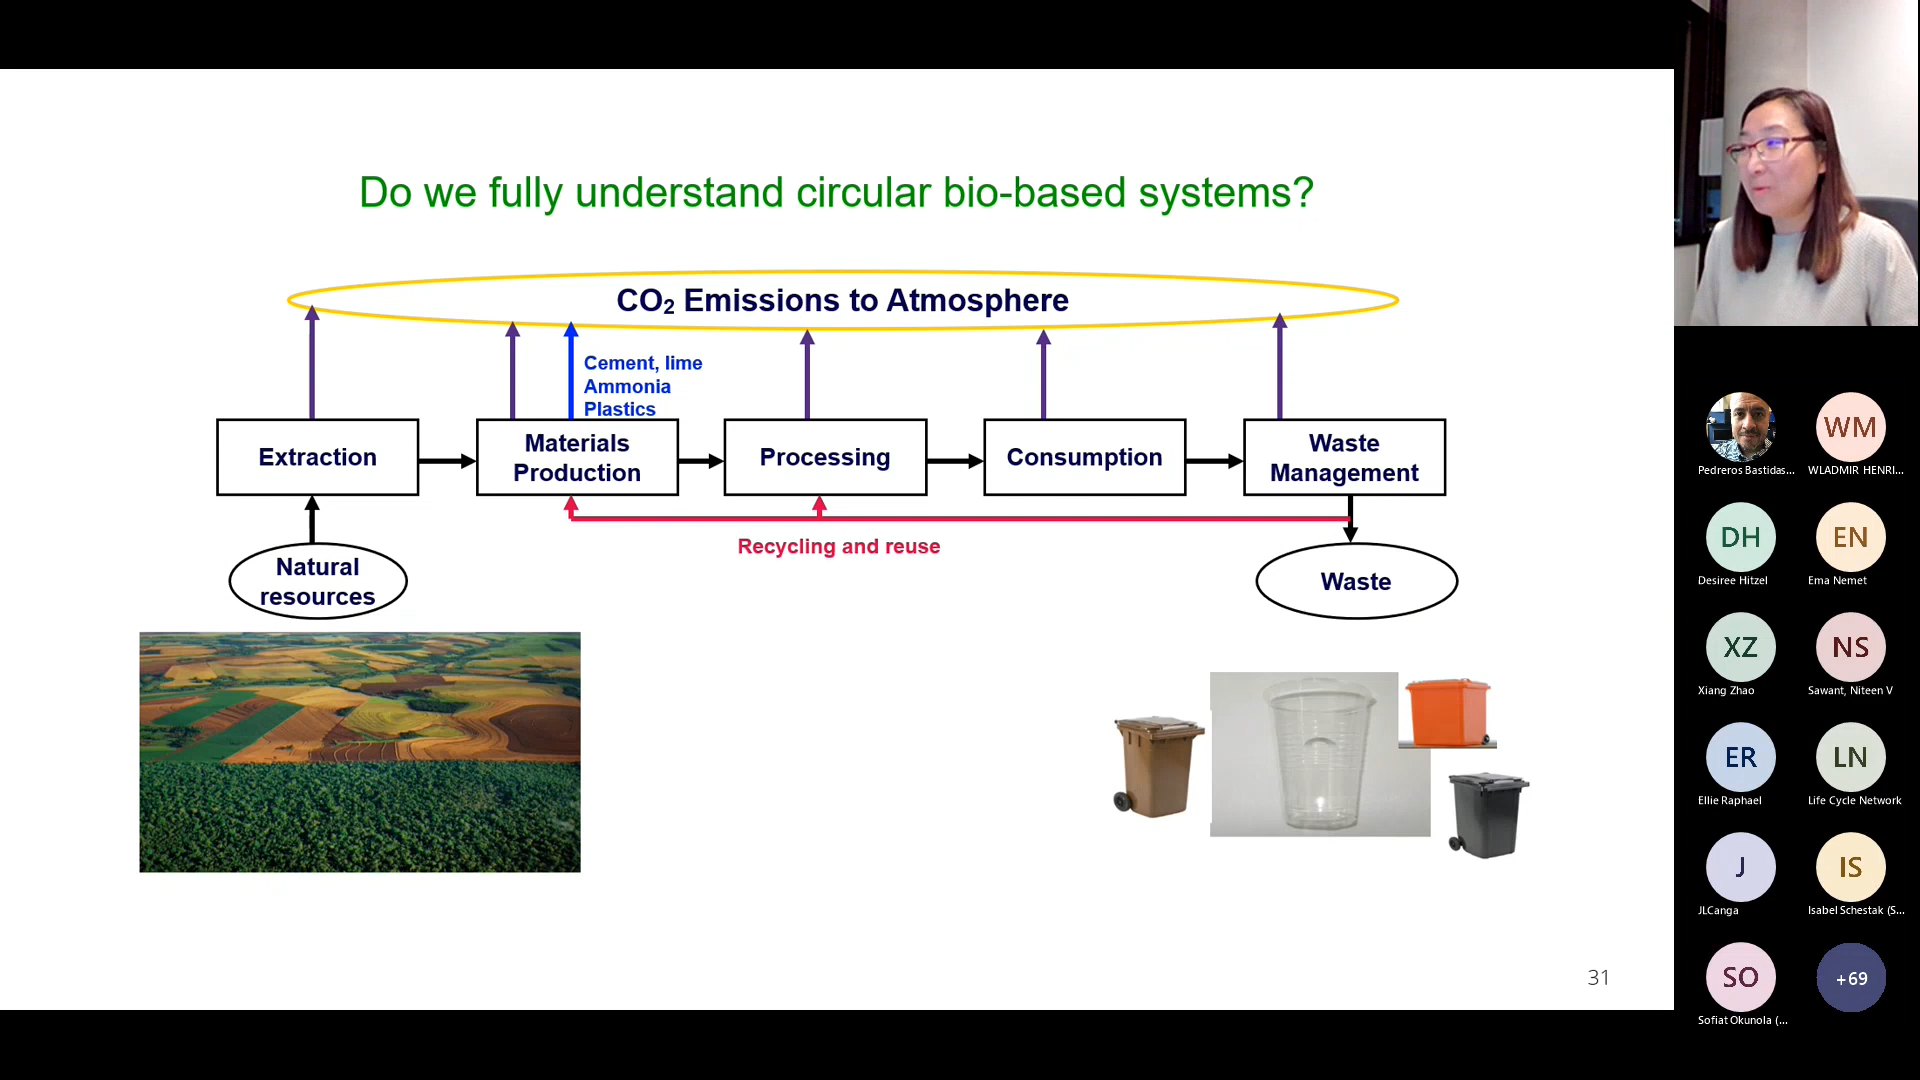 Do we fully understand circular bio-based systems?
CO₂ Emissions to Atmosphere
Cement, lime
Ammonia
Plastics
Extraction
Materials
Production
Processing
Consumption
Waste
Management
Recycling and reuse
Natural
resources
Waste
31
Pedreros Bastidas...
WM
WLADMIR HENRI...
DH
Desiree Hitzel
EN
Ema Nemet
XZ
Xiang Zhao
NS
Sawant, Niteen V
ER
Ellie Raphael
LN
Life Cycle Network
J
JLCanga
IS
Isabel Schestak (S...
SO
Sofiat Okunola (...
+69